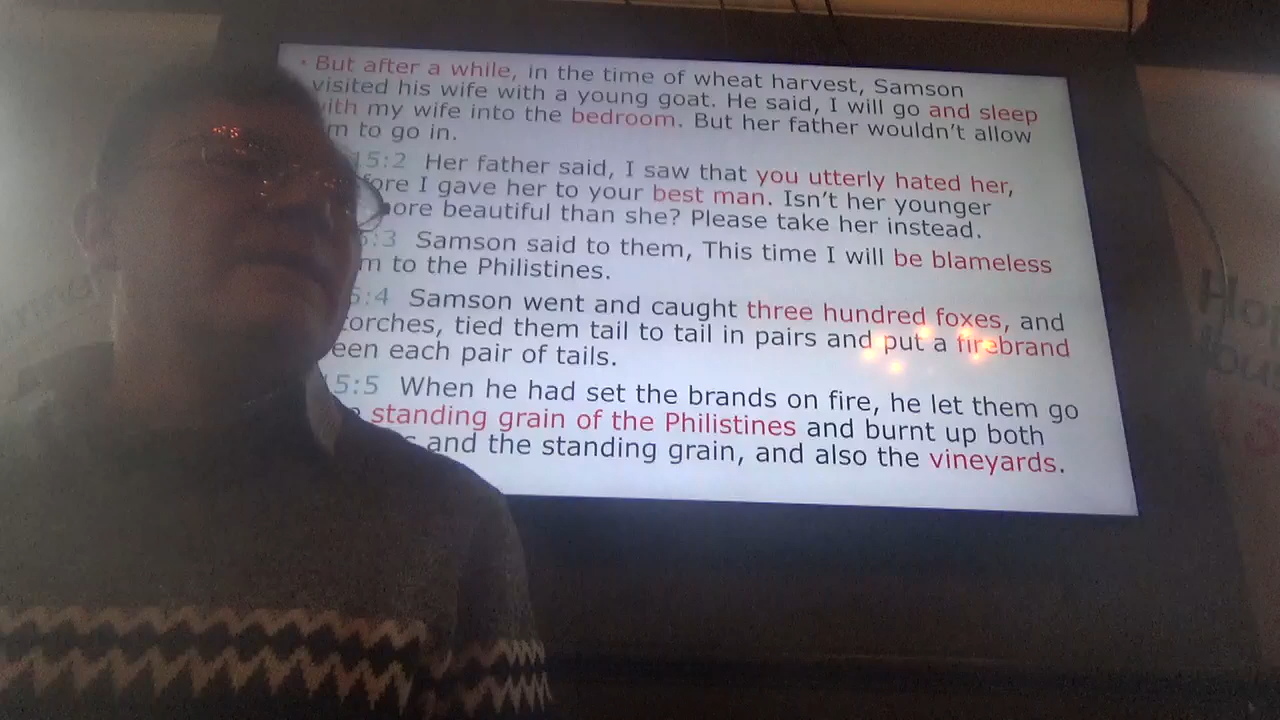 But after a while, in the time of wheat harvest, Samson
visited his wife with a young goat. He said, I will go and sleep
with my wife into the bedroom. But her father wouldn't allow
m to go in.
15:2 Her father said, I saw that you utterly hated her,
fore I gave her to your best man. Isn't her younger
ore beautiful than she? Please take her instead.
:3 Samson said to them, This time I will be blameless
m to the Philistines.
5:4 Samson went and caught three hundred foxes, and
torches, tied them tail to tail in pairs and put a firebrand
een each pair of tails.
15:5 When he had set the brands on fire, he let them go
standing grain of the Philistines and burnt up both
and the standing grain, and also the vineyards.